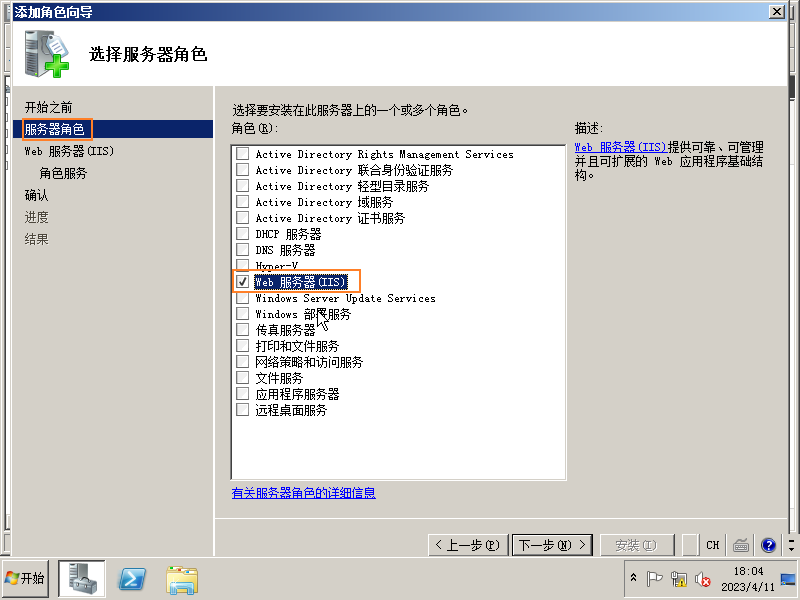 添加角色向导
选择服务器角色
开始之前
服务器角色
Web 服务器(IIS)
角色服务
确认
进度
结果
选择要安装在此服务器上的一个或多个角色。
角色(R):
Active Directory Rights Management Services
Active Directory 联合身份验证服务
Active Directory 轻型目录服务
Active Directory 域服务
Active Directory 证书服务
DHCP 服务器
DNS 服务器
Hyper-V
Web 服务器(IIS)
Windows Server Update Services
Windows 部署服务
传真服务器
打印和文件服务
网络策略和访问服务
文件服务
应用程序服务器
远程桌面服务
有关服务器角色的详细信息
描述:
Web 服务器(IIS)提供可靠、可管理
并且可扩展的 Web 应用程序基础结
构。
< 上一步(P)
下一步(N) >
安装(I)
CH
开始
18:04
2023/4/11